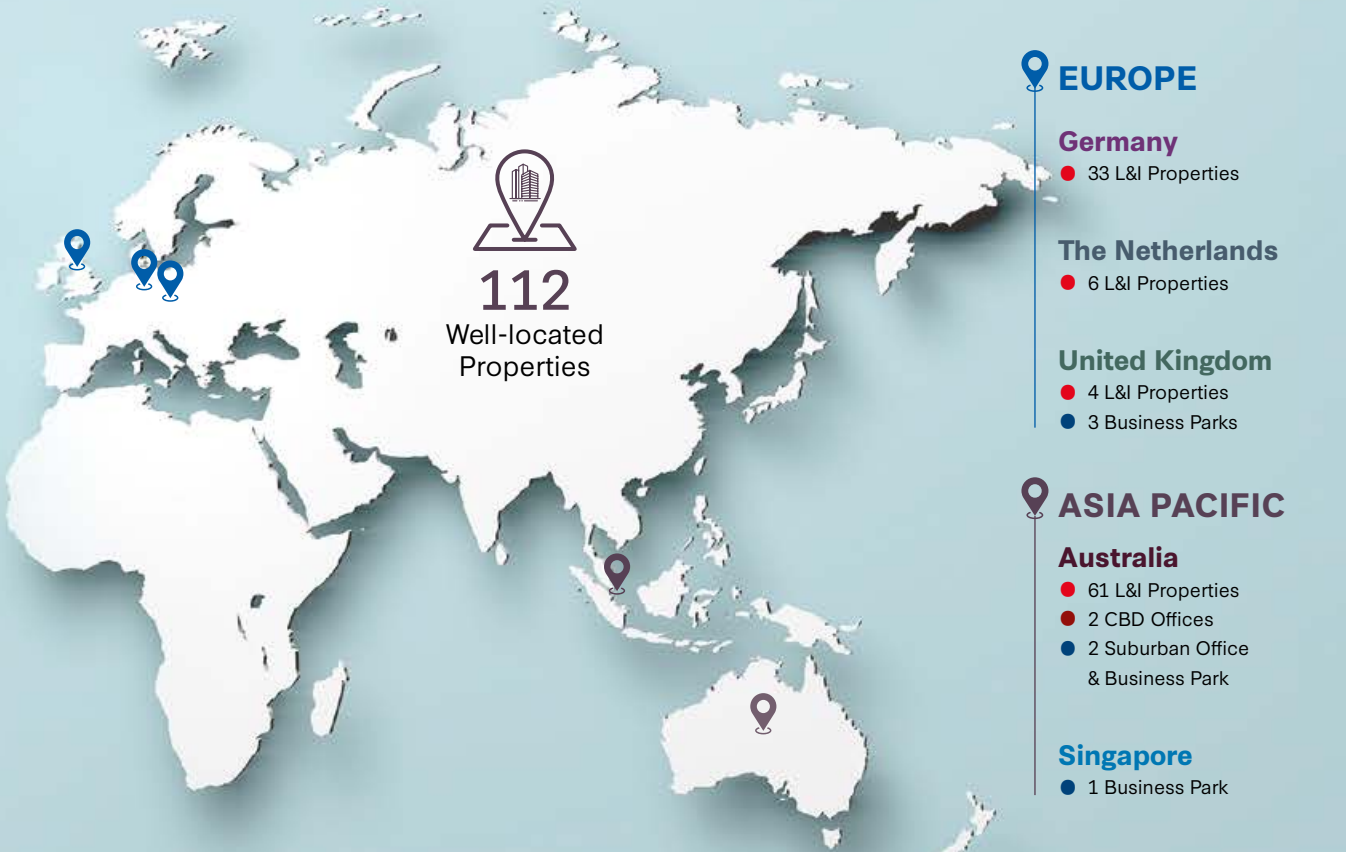 112
Well-located
Properties
EUROPE
Germany
33 L&I Properties
The Netherlands
6 L&I Properties
United Kingdom
4 L&I Properties
3 Business Parks
ASIA PACIFIC
Australia
61 L&I Properties
2 CBD Offices
2 Suburban Office
& Business Park
Singapore
1 Business Park